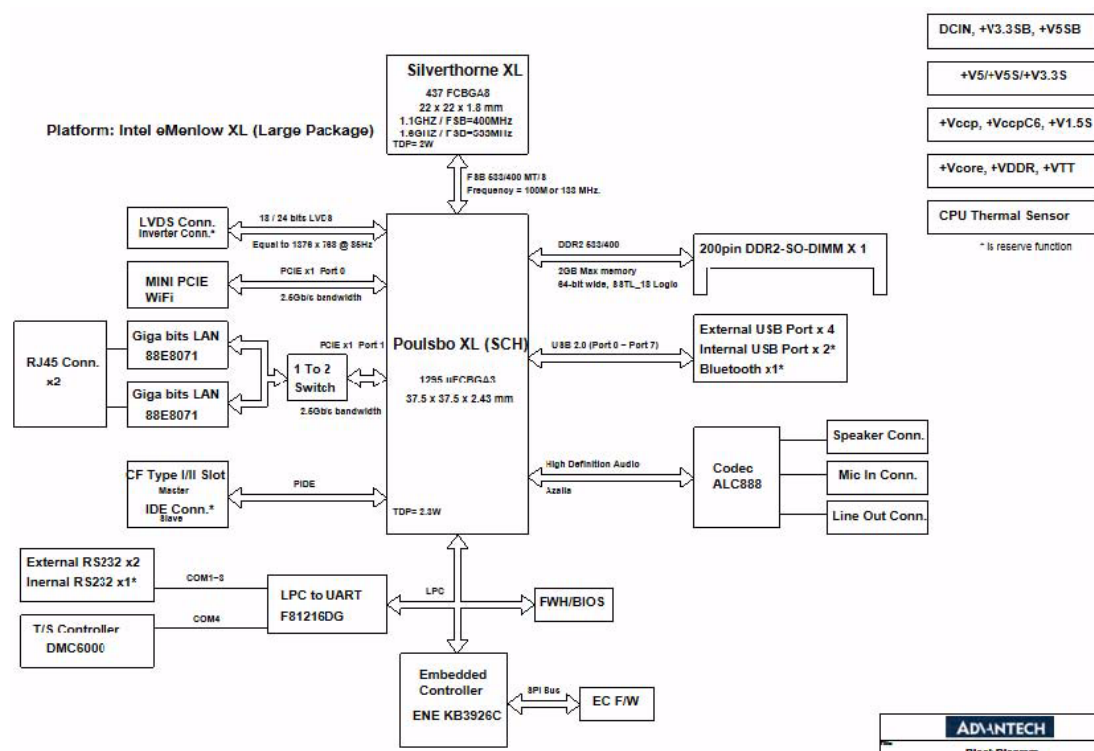 Platform: Intel eMenlow XL (Large Package)
Silverthorne XL
437 FCBGA8
22 x 22 x 1.8 mm
1.1GHZ / FSB=400MHz
1.6GHZ / FSB=533MHz
TDP= 2W
DCIN, +V3.3SB, +V5SB
+V5/+V5S/+V3.3S
+Vccp, +VccpC6, +V1.5S
+Vcore, +VDDR, +VTT
CPU Thermal Sensor
* is reserve function
FSB 533/400 MT/S
Frequency = 100M or 133 MHz.
LVDS Conn.
Inverter Conn.*
18 / 24 bits LVDS
Equal to 1376 x 768 @ 85Hz
MINI PCIE
WiFi
PCIE x1 Port 0
2.5Gb/s bandwidth
RJ45 Conn.
x2
Giga bits LAN
88E8071
Giga bits LAN
88E8071
1 To 2
Switch
PCIE x1 Port 1
2.5Gb/s bandwidth
Poulsbo XL (SCH)
1295 uFCBGA3
37.5 x 37.5 x 2.43 mm
TDP= 2.3W
DDR2 533/400
2GB Max memory
64-bit wide, SSTL_18 Logic
200pin DDR2-SO-DIMM X 1
USB 2.0 (Port 0 ~ Port 7)
External USB Port x 4
Internal USB Port x 2*
Bluetooth x1*
High Definition Audio
Azalia
Codec
ALC888
Speaker Conn.
Mic In Conn.
Line Out Conn.
CF Type I/II Slot
Master
IDE Conn.*
Slave
PIDE
External RS232 x2
Inernal RS232 x1*
COM1~3
T/S Controller
DMC6000
COM4
LPC to UART
F81216DG
LPC
FWH/BIOS
Embedded
Controller
ENE KB3926C
SPI Bus
EC F/W
ADVANTECH
Title
Block Diagram